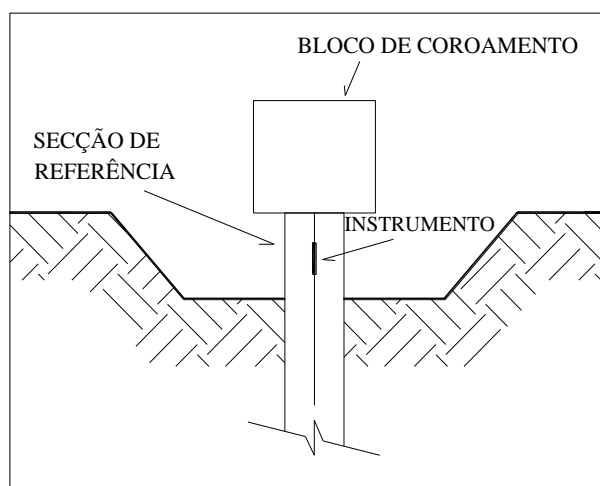 BLOCO DE COROAMENTO
SECÇÃO DE
REFERÊNCIA
INSTRUMENTO